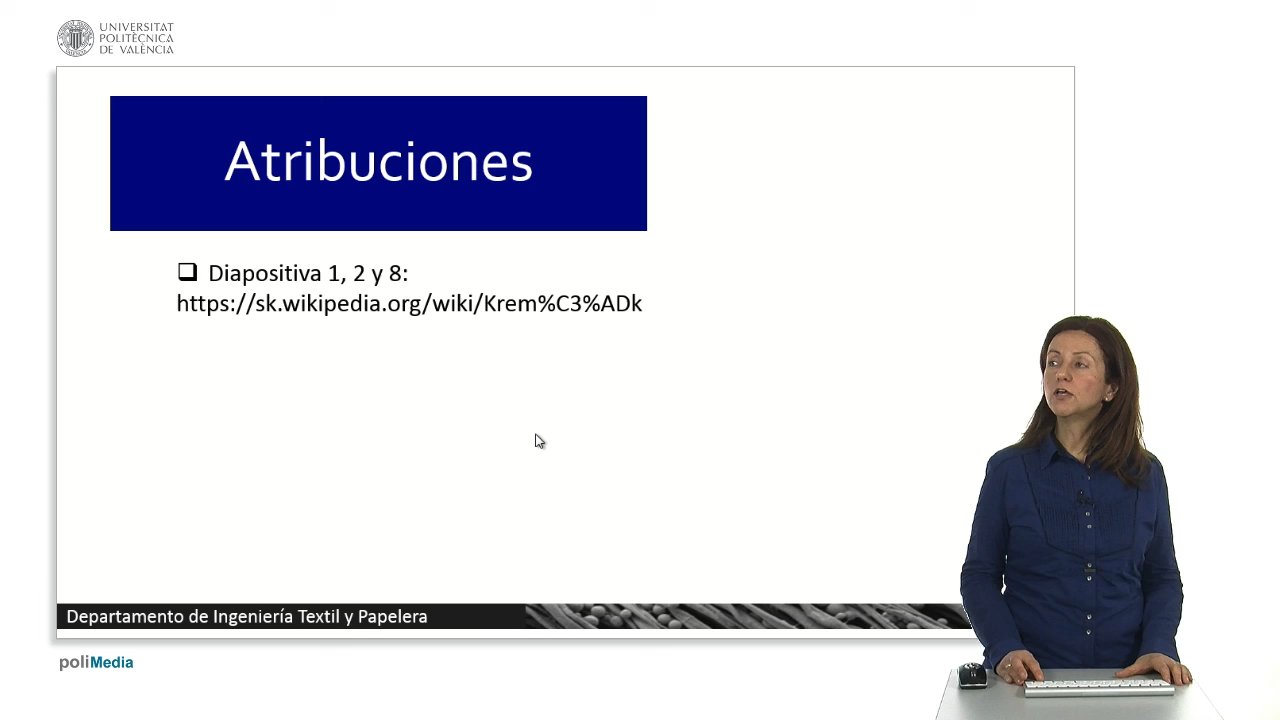 UNIVERSITAT
POLITÈCNICA
DE VALÈNCIA
Atribuciones
Diapositiva 1, 2 y 8:
https://sk.wikipedia.org/wiki/Krem%C3%ADk
Departamento de Ingeniería Textil y Papelera
poliMedia